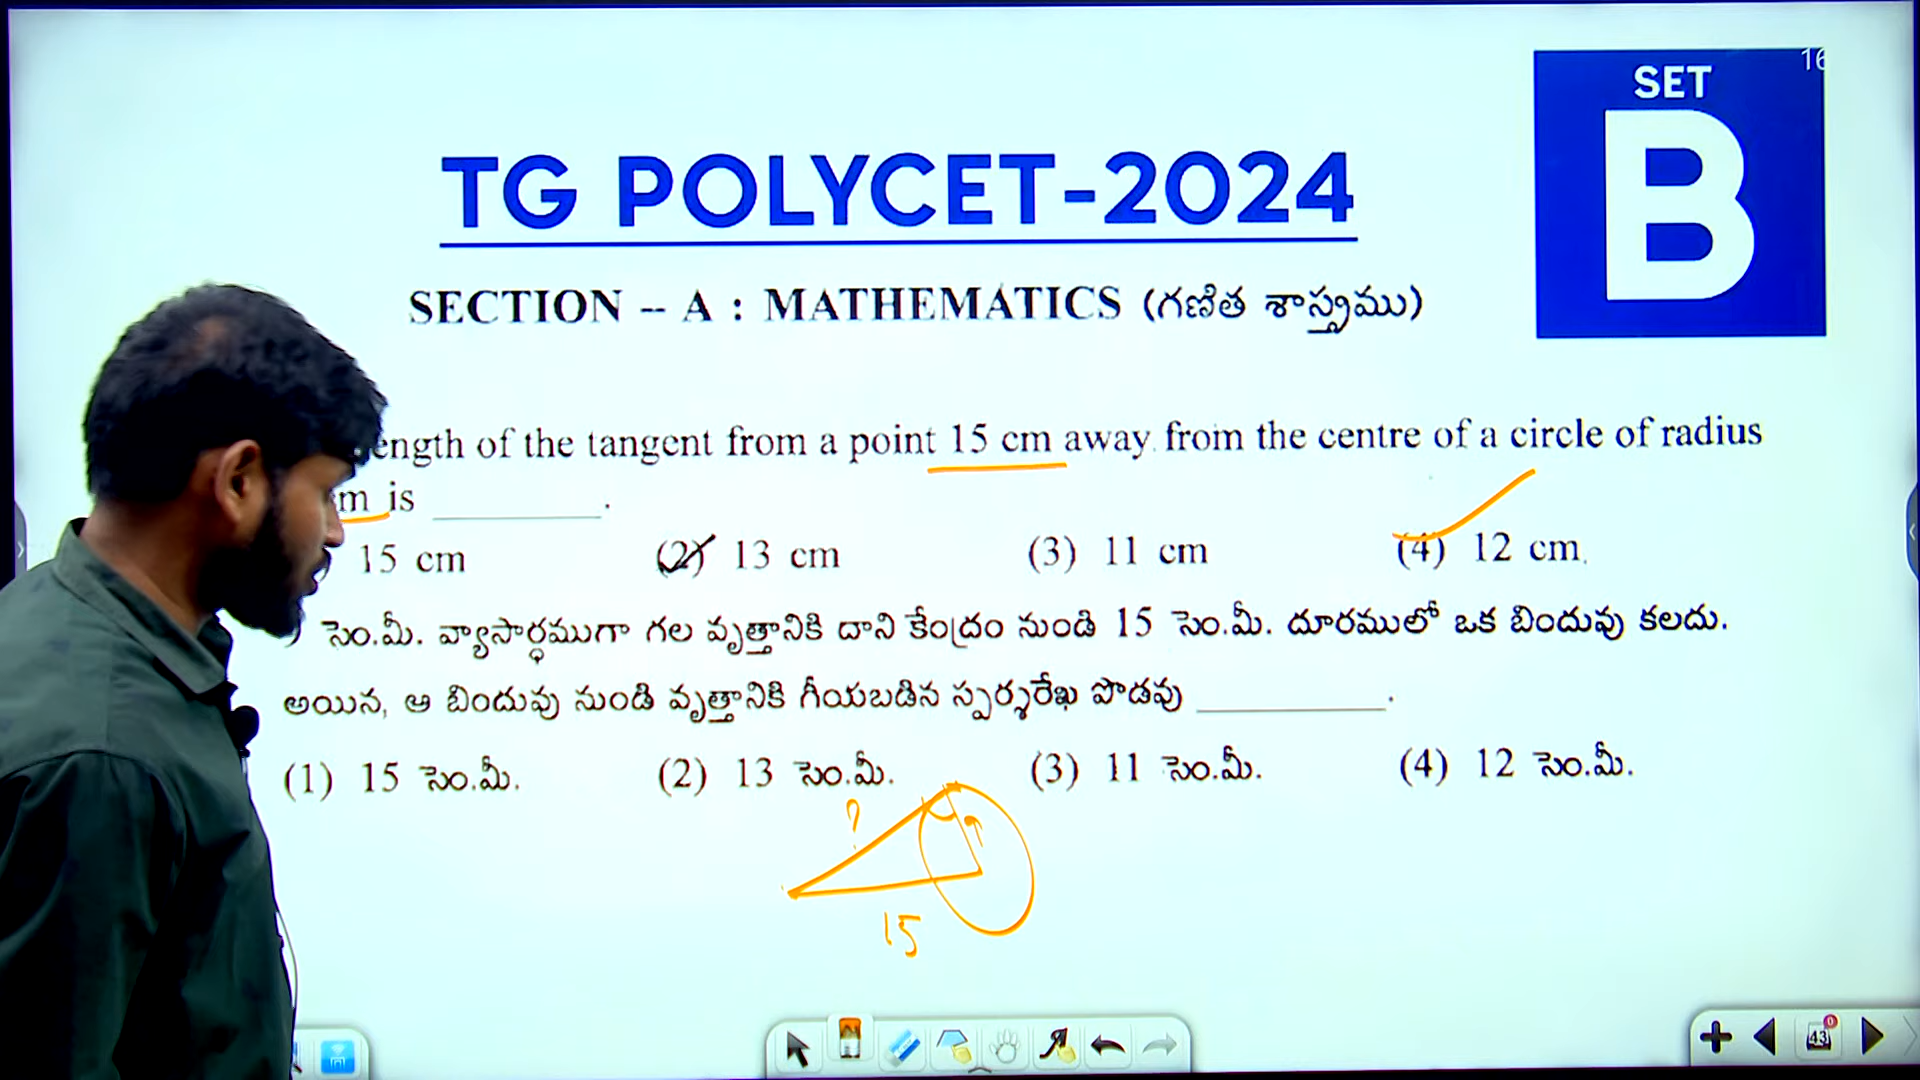 16
SET
B
TG POLYCET-2024
SECTION – A : MATHEMATICS (గణిత శాస్త్రము)
ength of the tangent from a point 15 cm away from the centre of a circle of radius
m is ________.
15 cm (2) 13 cm (3) 11 cm (4) 12 cm.
సెం.మీ. వ్యాసార్ధముగా గల వృత్తానికి దాని కేంద్రం నుండి 15 సెం.మీ. దూరములో ఒక బిందువు కలదు.
అయిన, ఆ బిందువు నుండి వృత్తానికి గీయబడిన స్పర్శరేఖ పొడవు ________.
(1) 15 సెం.మీ. (2) 13 సెం.మీ. (3) 11 సెం.మీ. (4) 12 సెం.మీ.
?
15
43